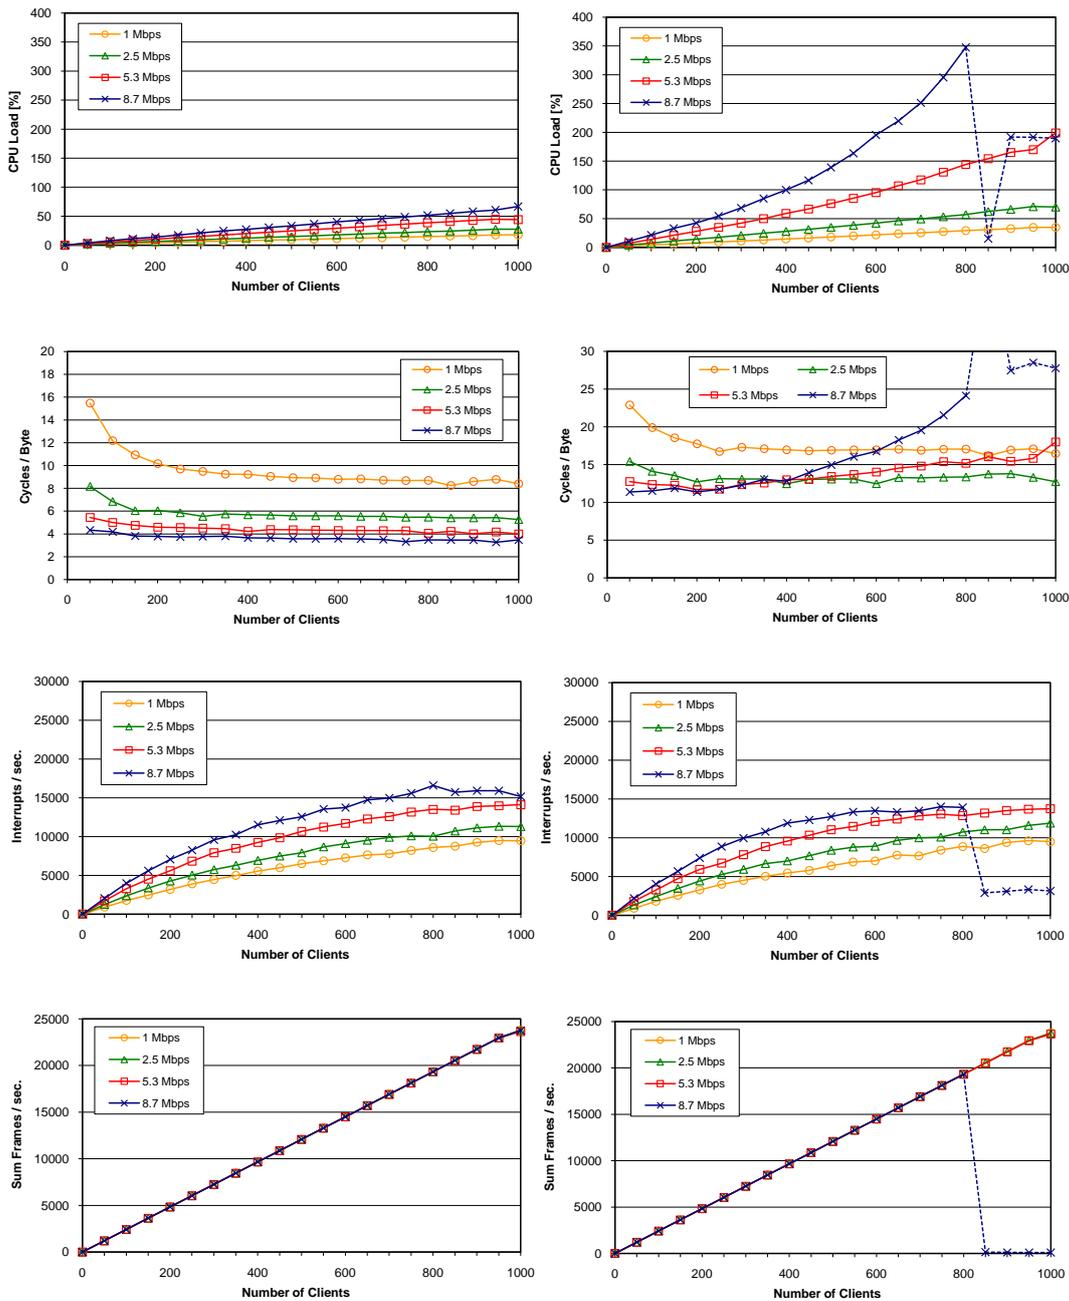 400
350
300
250
200
150
100
50
0
CPU Load [%]
1 Mbps
2.5 Mbps
5.3 Mbps
8.7 Mbps
0 200 400 600 800 1000
Number of Clients
400
350
300
250
200
150
100
50
0
CPU Load [%]
1 Mbps
2.5 Mbps
5.3 Mbps
8.7 Mbps
0 200 400 600 800 1000
Number of Clients
20
18
16
14
12
10
8
6
4
2
0
Cycles / Byte
1 Mbps
2.5 Mbps
5.3 Mbps
8.7 Mbps
0 200 400 600 800 1000
Number of Clients
30
25
20
15
10
5
0
Cycles / Byte
1 Mbps 2.5 Mbps
5.3 Mbps 8.7 Mbps
0 200 400 600 800 1000
Number of Clients
30000
25000
20000
15000
10000
5000
0
Interrupts / sec.
1 Mbps
2.5 Mbps
5.3 Mbps
8.7 Mbps
0 200 400 600 800 1000
Number of Clients
30000
25000
20000
15000
10000
5000
0
Interrupts / sec.
1 Mbps
2.5 Mbps
5.3 Mbps
8.7 Mbps
0 200 400 600 800 1000
Number of Clients
25000
20000
15000
10000
5000
0
Sum Frames / sec.
1 Mbps
2.5 Mbps
5.3 Mbps
8.7 Mbps
0 200 400 600 800 1000
Number of Clients
25000
20000
15000
10000
5000
0
Sum Frames / sec.
1 Mbps
2.5 Mbps
5.3 Mbps
8.7 Mbps
0 200 400 600 800 1000
Number of Clients